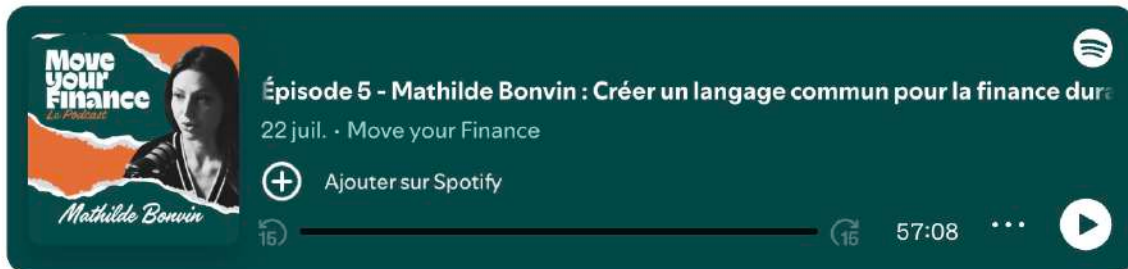 Move
your
Finance
Le Podcast
Mathilde Bonvin
Épisode 5 - Mathilde Bonvin : Créer un langage commun pour la finance dura
22 juil. · Move your Finance
Ajouter sur Spotify
15
15
57:08